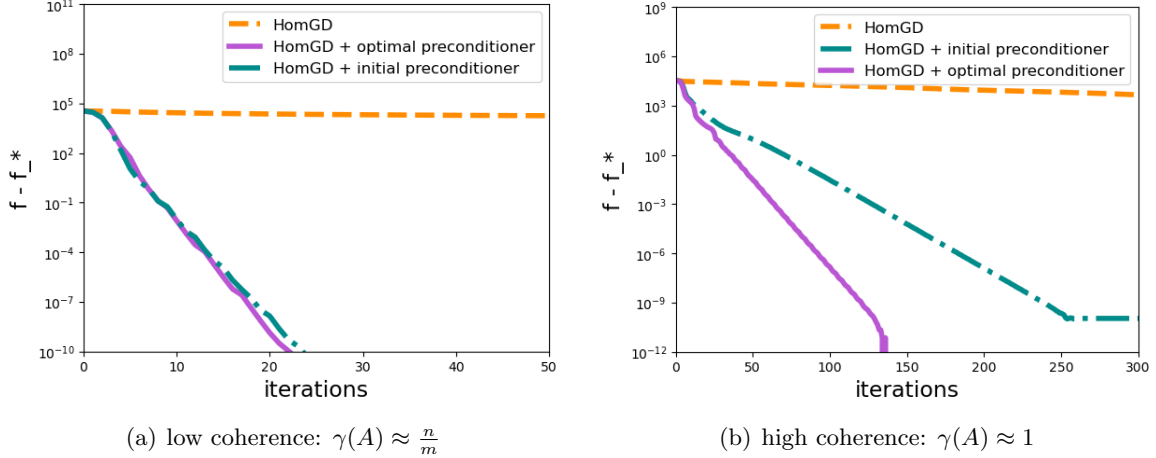 10^11
10^8
10^5
10^2
10^-1
10^-4
10^-7
10^-10
f - f_*
0 10 20 30 40 50
iterations
HomGD
HomGD + optimal preconditioner
HomGD + initial preconditioner
(a) low coherence: γ(A) ≈ n/m
10^9
10^6
10^3
10^0
10^-3
10^-6
10^-9
10^-12
f - f_*
0 50 100 150 200 250 300
iterations
HomGD
HomGD + initial preconditioner
HomGD + optimal preconditioner
(b) high coherence: γ(A) ≈ 1